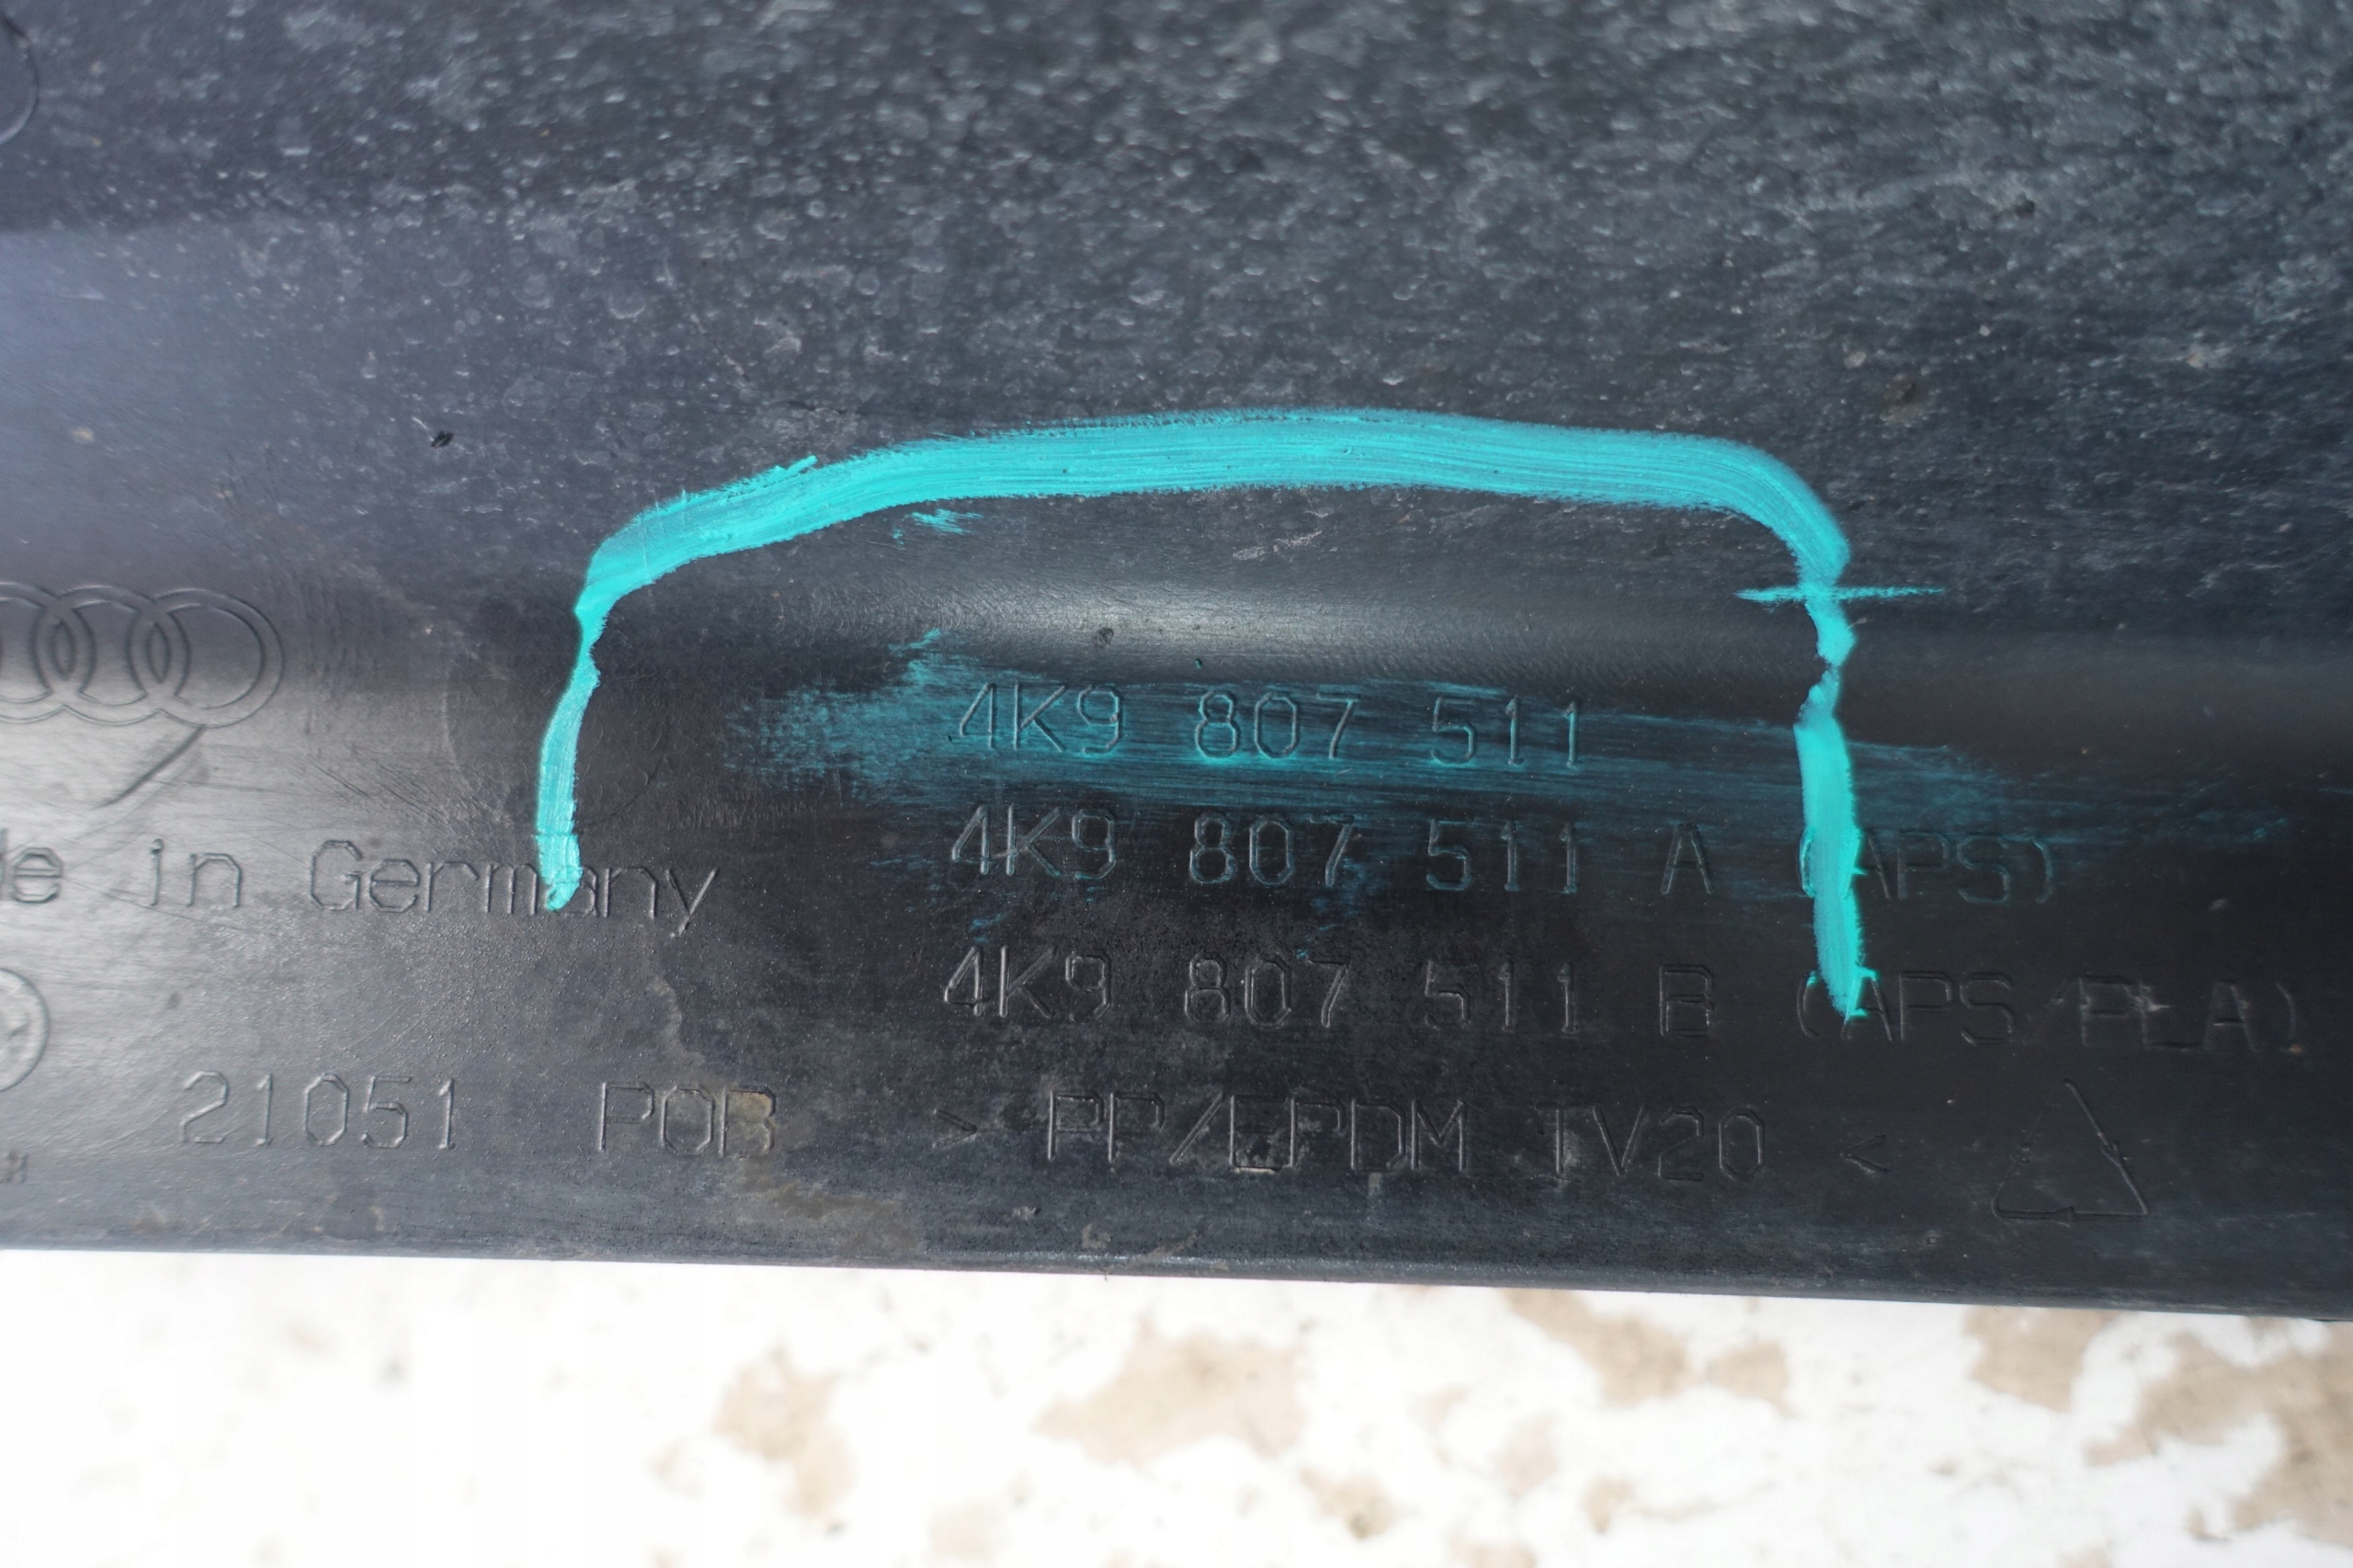 4K9 807 511
4K9 807 511 A (APS)
in Germany
4K9 807 511 B (APS/PLA)
21051 POB > PP/EPDM TV20 <